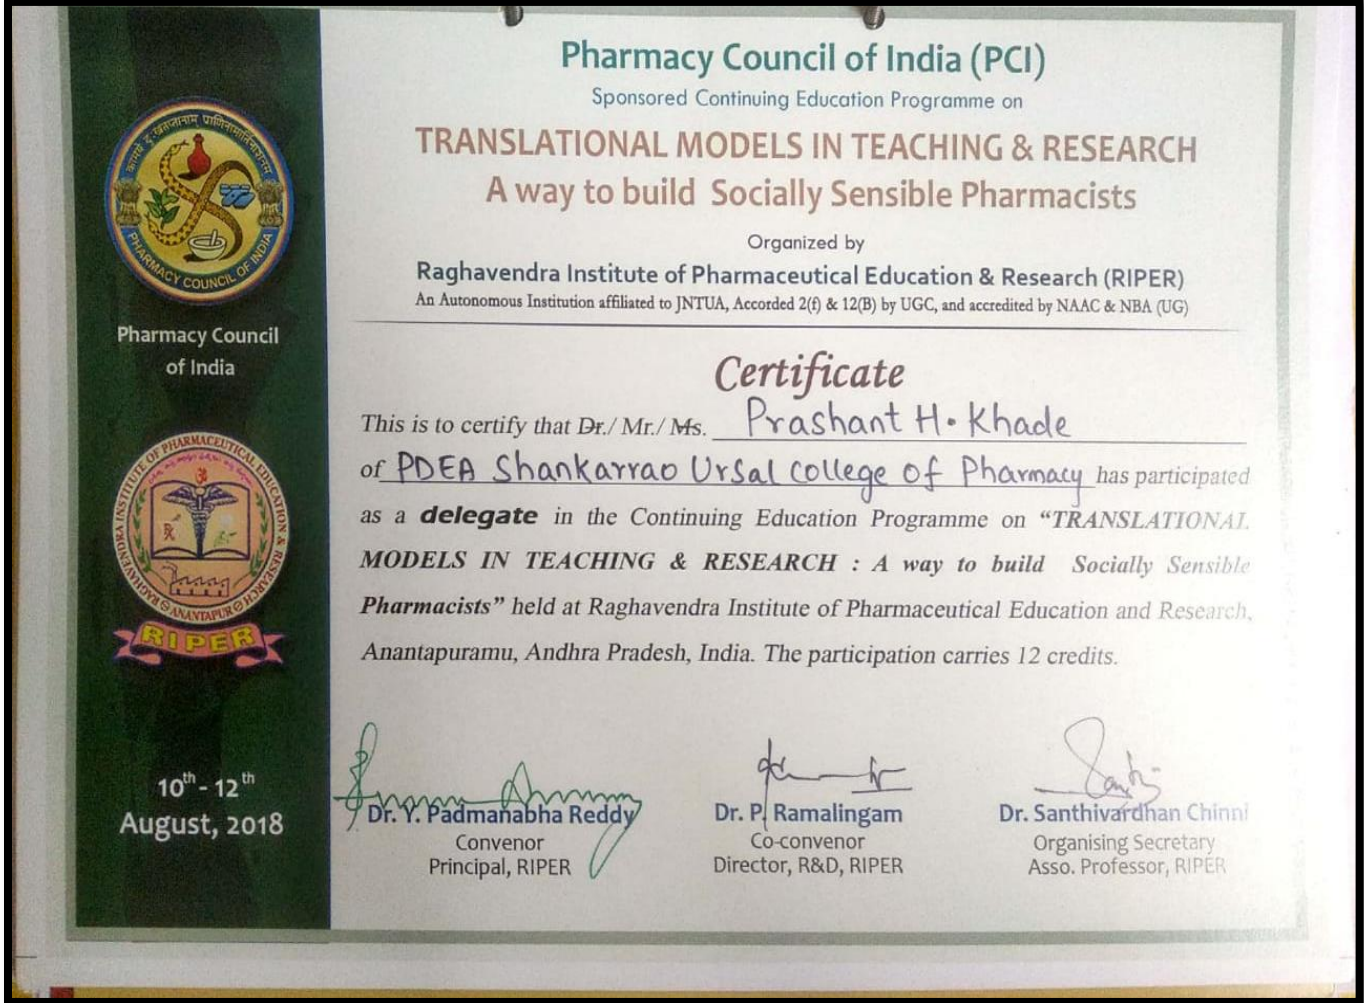 Pharmacy Council of India (PCI)
Sponsored Continuing Education Programme on
TRANSLATIONAL MODELS IN TEACHING & RESEARCH
A way to build Socially Sensible Pharmacists
Organized by
Raghavendra Institute of Pharmaceutical Education & Research (RIPER)
An Autonomous Institution affiliated to JNTUA, Accorded 2(f) & 12(B) by UGC, and accredited by NAAC & NBA (UG)
PHARMACY COUNCIL OF INDIA
Pharmacy Council
of India
RAGHAVENDRA INSTITUTE OF PHARMACEUTICAL EDUCATION & RESEARCH
ANANTAPUR
RIPER
10th - 12th
August, 2018
Certificate
This is to certify that Dr./ Mr./ Ms. Prashant H. Khade
of PDEA Shankarrao Ursal College of Pharmacy has participated
as a delegate in the Continuing Education Programme on “TRANSLATIONAL
MODELS IN TEACHING & RESEARCH : A way to build Socially Sensible
Pharmacists” held at Raghavendra Institute of Pharmaceutical Education and Research,
Anantapuramu, Andhra Pradesh, India. The participation carries 12 credits.
Dr. Y. Padmanabha Reddy
Convenor
Principal, RIPER
Dr. P. Ramalingam
Co-convenor
Director, R&D, RIPER
Dr. Santhivardhan Chinni
Organising Secretary
Asso. Professor, RIPER